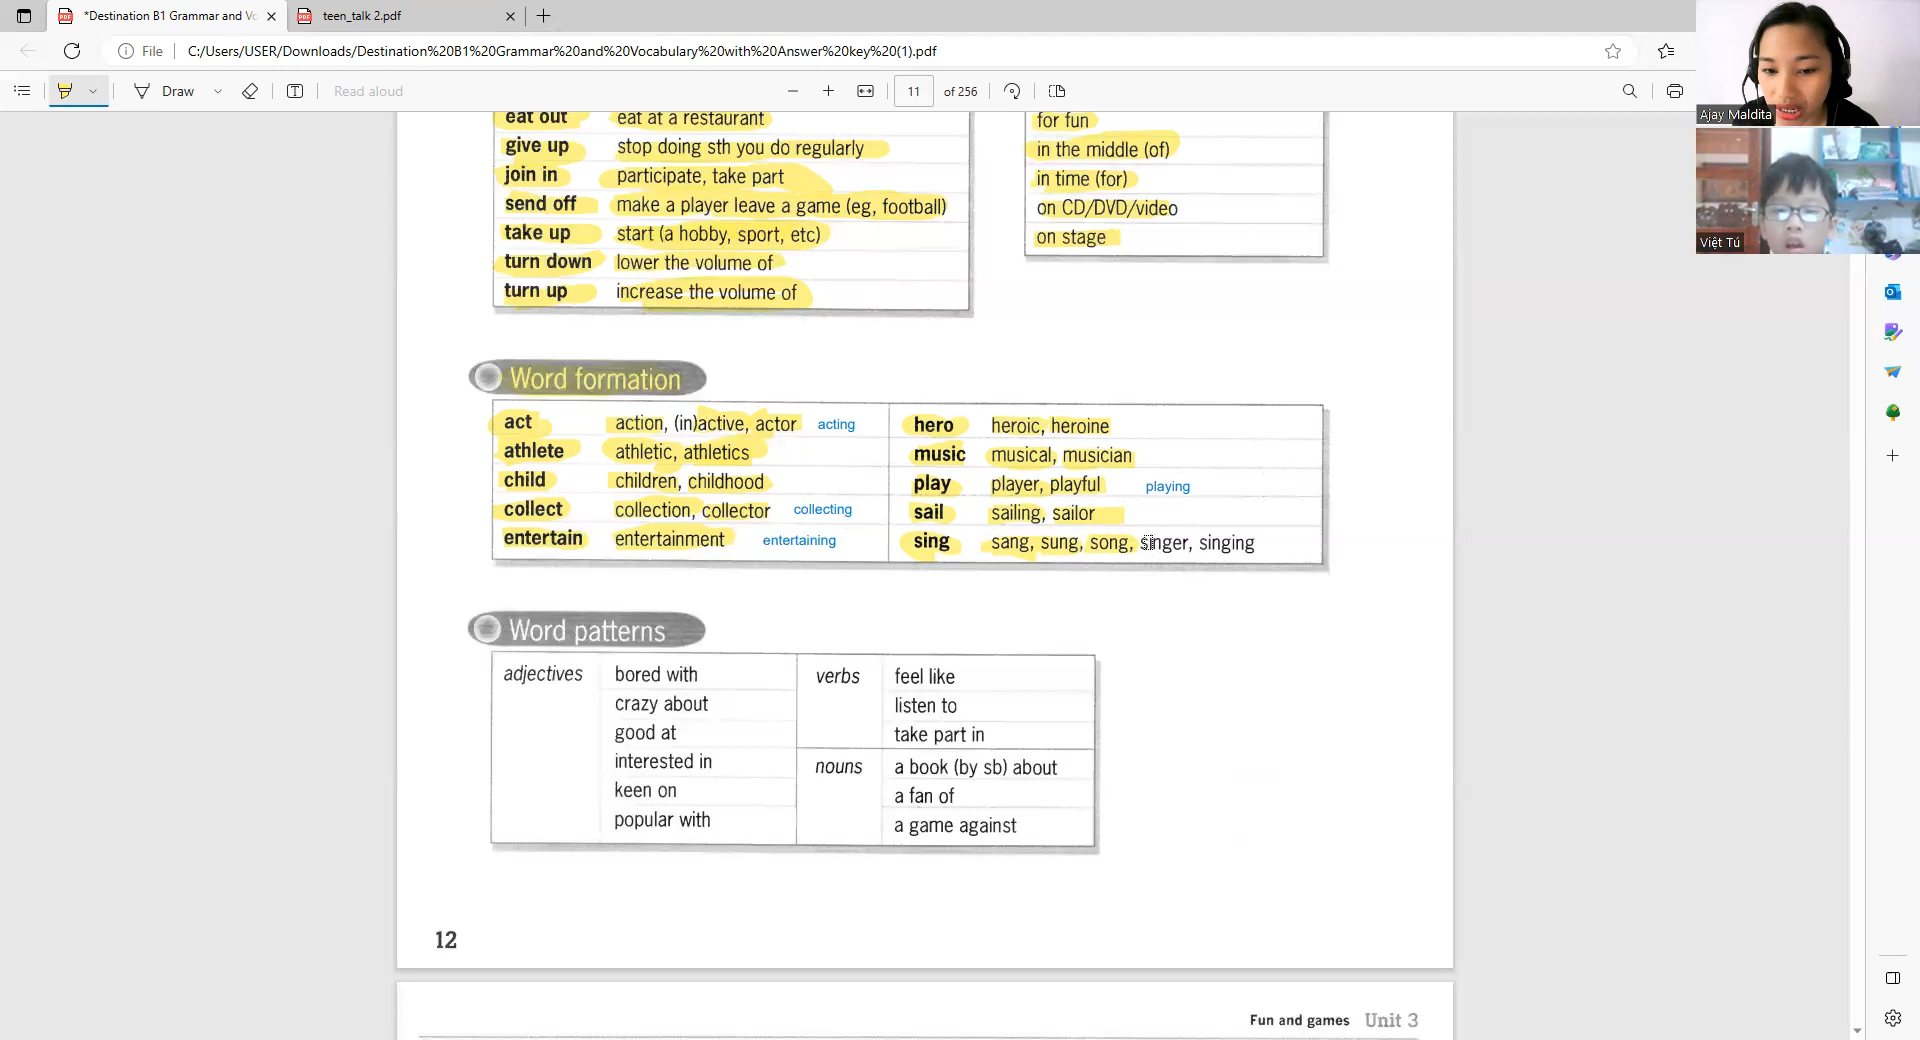 *Destination B1 Grammar and Vo
teen_talk 2.pdf
File
C:/Users/USER/Downloads/Destination%20B1%20Grammar%20and%20Vocabulary%20with%20Answer%20key%20(1).pdf
Draw
Read aloud
11 of 256
Ajay Maldita
Việt Tú
eat out eat at a restaurant
give up stop doing sth you do regularly
join in participate, take part
send off make a player leave a game (eg, football)
take up start (a hobby, sport, etc)
turn down lower the volume of
turn up increase the volume of
for fun
in the middle (of)
in time (for)
on CD/DVD/video
on stage
Word formation
act action, (in)active, actor acting
athlete athletic, athletics
child children, childhood
collect collection, collector collecting
entertain entertainment entertaining
hero heroic, heroine
music musical, musician
play player, playful playing
sail sailing, sailor
sing sang, sung, song, singer, singing
Word patterns
adjectives bored with
crazy about
good at
interested in
keen on
popular with
verbs feel like
listen to
take part in
nouns a book (by sb) about
a fan of
a game against
12
Fun and games Unit 3